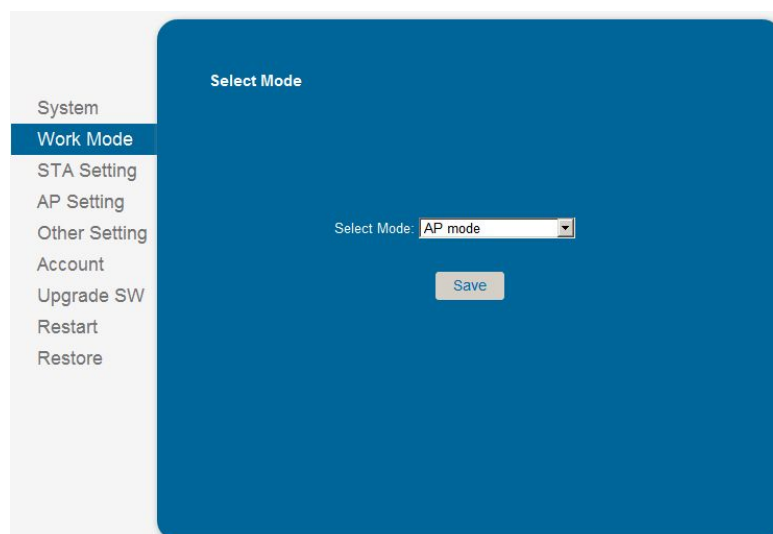 Select Mode
System
Work Mode
STA Setting
AP Setting
Other Setting
Account
Upgrade SW
Restart
Restore
Select Mode: AP mode
Save